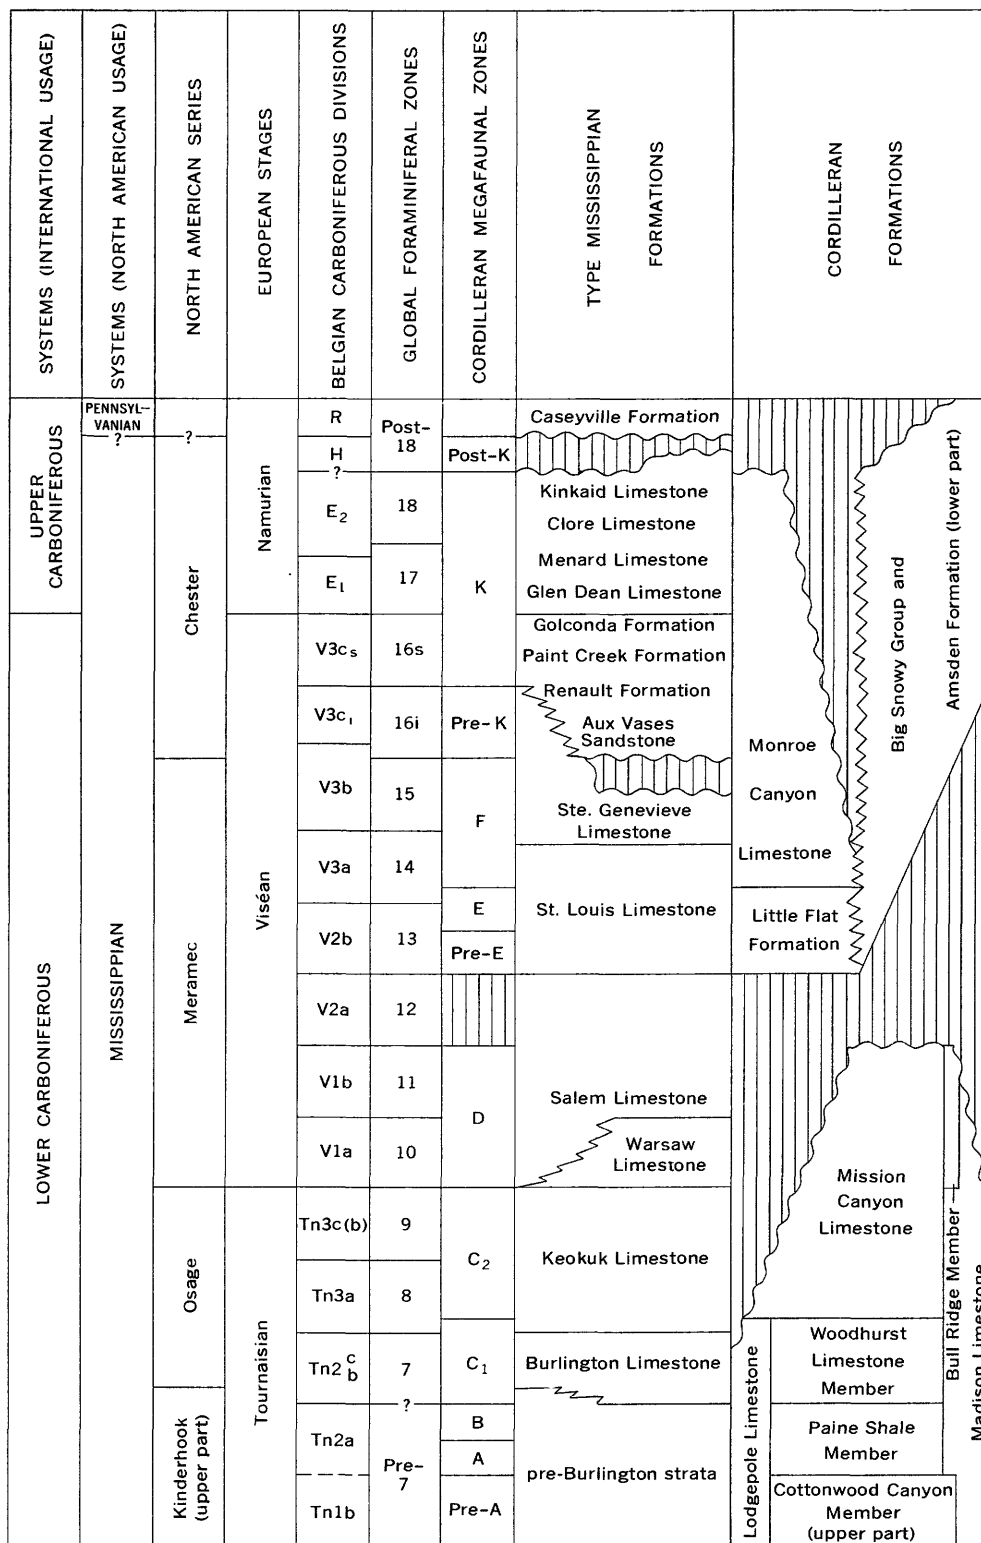 SYSTEMS (INTERNATIONAL USAGE)
SYSTEMS (NORTH AMERICAN USAGE)
NORTH AMERICAN SERIES
EUROPEAN STAGES
BELGIAN CARBONIFEROUS DIVISIONS
GLOBAL FORAMINIFERAL ZONES
CORDILLERAN MEGAFAUNAL ZONES
TYPE MISSISSIPPIAN
FORMATIONS
CORDILLERAN
FORMATIONS
UPPER
CARBONIFEROUS
LOWER CARBONIFEROUS
PENNSYL-
VANIAN
?
MISSISSIPPIAN
?
Chester
Meramec
Osage
Kinderhook
(upper part)
Namurian
Viséan
Tournaisian
R
H
?
E2
E1
V3cs
V3ci
V3b
V3a
V2b
V2a
V1b
V1a
Tn3c(b)
Tn3a
Tn2 c
b
Tn2a
Tn1b
Post-
18
18
17
16s
16i
15
14
13
12
11
10
9
8
7
?
Pre-
7
Post-K
K
Pre-K
F
E
Pre-E
D
C2
C1
B
A
Pre-A
Caseyville Formation
Kinkaid Limestone
Clore Limestone
Menard Limestone
Glen Dean Limestone
Golconda Formation
Paint Creek Formation
Renault Formation
Aux Vases
Sandstone
Ste. Genevieve
Limestone
St. Louis Limestone
Salem Limestone
Warsaw
Limestone
Keokuk Limestone
Burlington Limestone
pre-Burlington strata
Monroe
Canyon
Limestone
Little Flat
Formation
Big Snowy Group and
Amsden Formation (lower part)
Mission
Canyon
Limestone
Lodgepole Limestone
Woodhurst
Limestone
Member
Paine Shale
Member
Cottonwood Canyon
Member
(upper part)
Bull Ridge Member
Madison Limestone